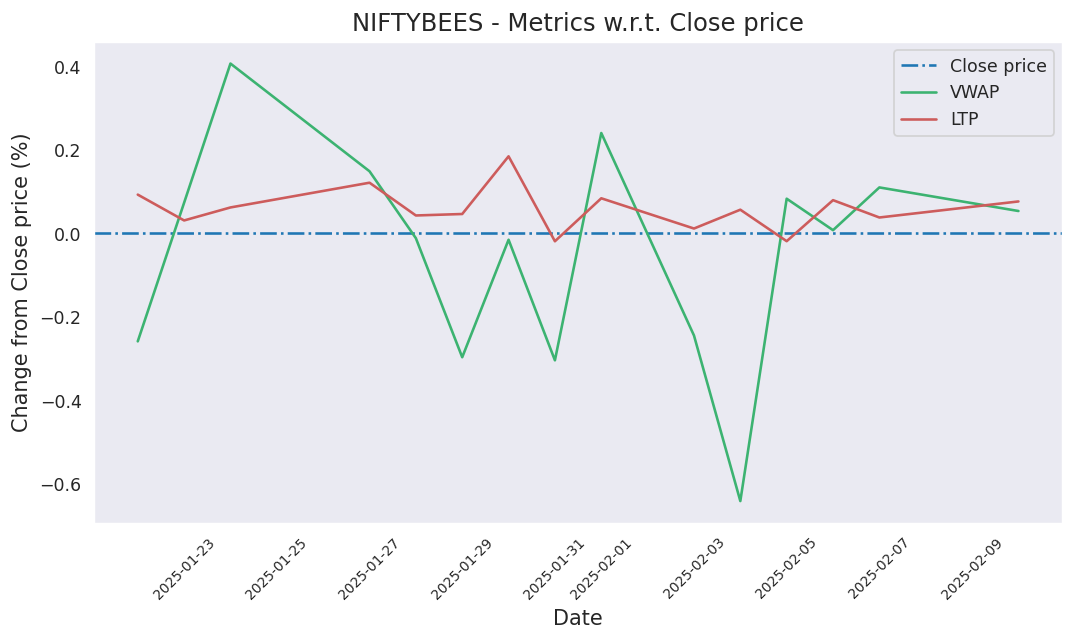 NIFTYBEES - Metrics w.r.t. Close price
Close price
VWAP
LTP
Change from Close price (%)
0.4
0.2
0.0
−0.2
−0.4
−0.6
2025-01-23
2025-01-25
2025-01-27
2025-01-29
2025-01-31
2025-02-01
2025-02-03
2025-02-05
2025-02-07
2025-02-09
Date